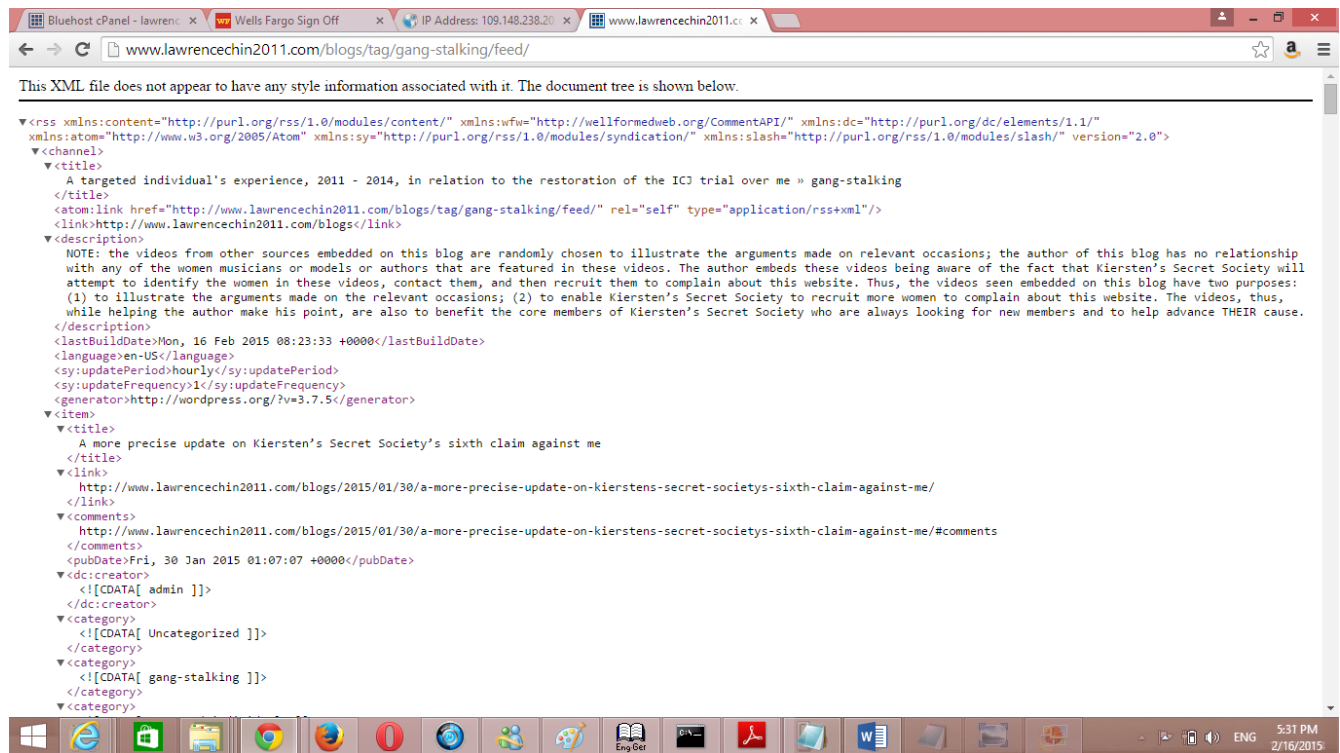 Bluehost cPanel - lawrenc
Wells Fargo Sign Off
IP Address: 109.148.238.20
www.lawrencechin2011.cc
www.lawrencechin2011.com/blogs/tag/gang-stalking/feed/
This XML file does not appear to have any style information associated with it. The document tree is shown below.
▼<rss xmlns:content="http://purl.org/rss/1.0/modules/content/" xmlns:wfw="http://wellformedweb.org/CommentAPI/" xmlns:dc="http://purl.org/dc/elements/1.1/"
xmlns:atom="http://www.w3.org/2005/Atom" xmlns:sy="http://purl.org/rss/1.0/modules/syndication/" xmlns:slash="http://purl.org/rss/1.0/modules/slash/" version="2.0">
▼<channel>
▼<title>
A targeted individual's experience, 2011 - 2014, in relation to the restoration of the ICJ trial over me » gang-stalking
</title>
<atom:link href="http://www.lawrencechin2011.com/blogs/tag/gang-stalking/feed/" rel="self" type="application/rss+xml"/>
<link>http://www.lawrencechin2011.com/blogs</link>
▼<description>
NOTE: the videos from other sources embedded on this blog are randomly chosen to illustrate the arguments made on relevant occasions; the author of this blog has no relationship
with any of the women musicians or models or authors that are featured in these videos. The author embeds these videos being aware of the fact that Kiersten’s Secret Society will
attempt to identify the women in these videos, contact them, and then recruit them to complain about this website. Thus, the videos seen embedded on this blog have two purposes:
(1) to illustrate the arguments made on the relevant occasions; (2) to enable Kiersten’s Secret Society to recruit more women to complain about this website. The videos, thus,
while helping the author make his point, are also to benefit the core members of Kiersten’s Secret Society who are always looking for new members and to help advance THEIR cause.
</description>
<lastBuildDate>Mon, 16 Feb 2015 08:23:33 +0000</lastBuildDate>
<language>en-US</language>
<sy:updatePeriod>hourly</sy:updatePeriod>
<sy:updateFrequency>1</sy:updateFrequency>
<generator>http://wordpress.org/?v=3.7.5</generator>
▼<item>
▼<title>
A more precise update on Kiersten’s Secret Society’s sixth claim against me
</title>
▼<link>
http://www.lawrencechin2011.com/blogs/2015/01/30/a-more-precise-update-on-kierstens-secret-societys-sixth-claim-against-me/
</link>
▼<comments>
http://www.lawrencechin2011.com/blogs/2015/01/30/a-more-precise-update-on-kierstens-secret-societys-sixth-claim-against-me/#comments
</comments>
<pubDate>Fri, 30 Jan 2015 01:07:07 +0000</pubDate>
▼<dc:creator>
<![CDATA[ admin ]]>
</dc:creator>
▼<category>
<![CDATA[ Uncategorized ]]>
</category>
▼<category>
<![CDATA[ gang-stalking ]]>
</category>
▼<category>
Eng Ger
ENG
5:31 PM
2/16/2015